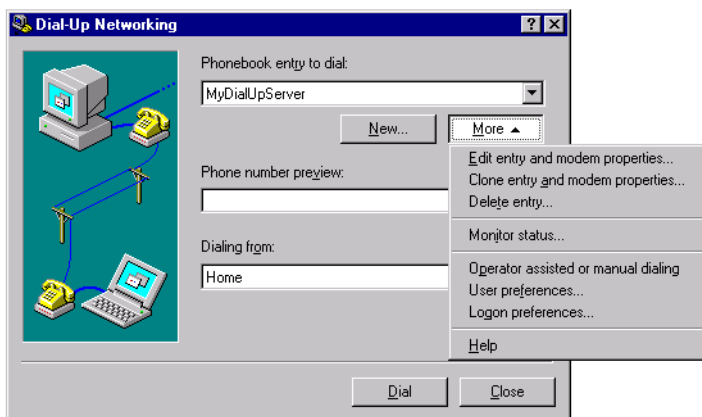 Dial-Up Networking
Phonebook entry to dial:
MyDialUpServer
New...
More
Edit entry and modem properties...
Clone entry and modem properties...
Delete entry...
Monitor status...
Operator assisted or manual dialing
User preferences...
Logon preferences...
Help
Phone number preview:
Dialing from:
Home
Dial
Close